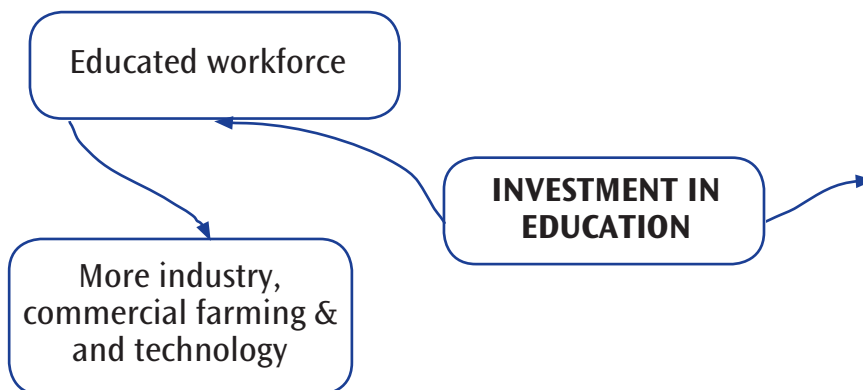 Educated workforce
INVESTMENT IN
EDUCATION
More industry,
commercial farming &
and technology